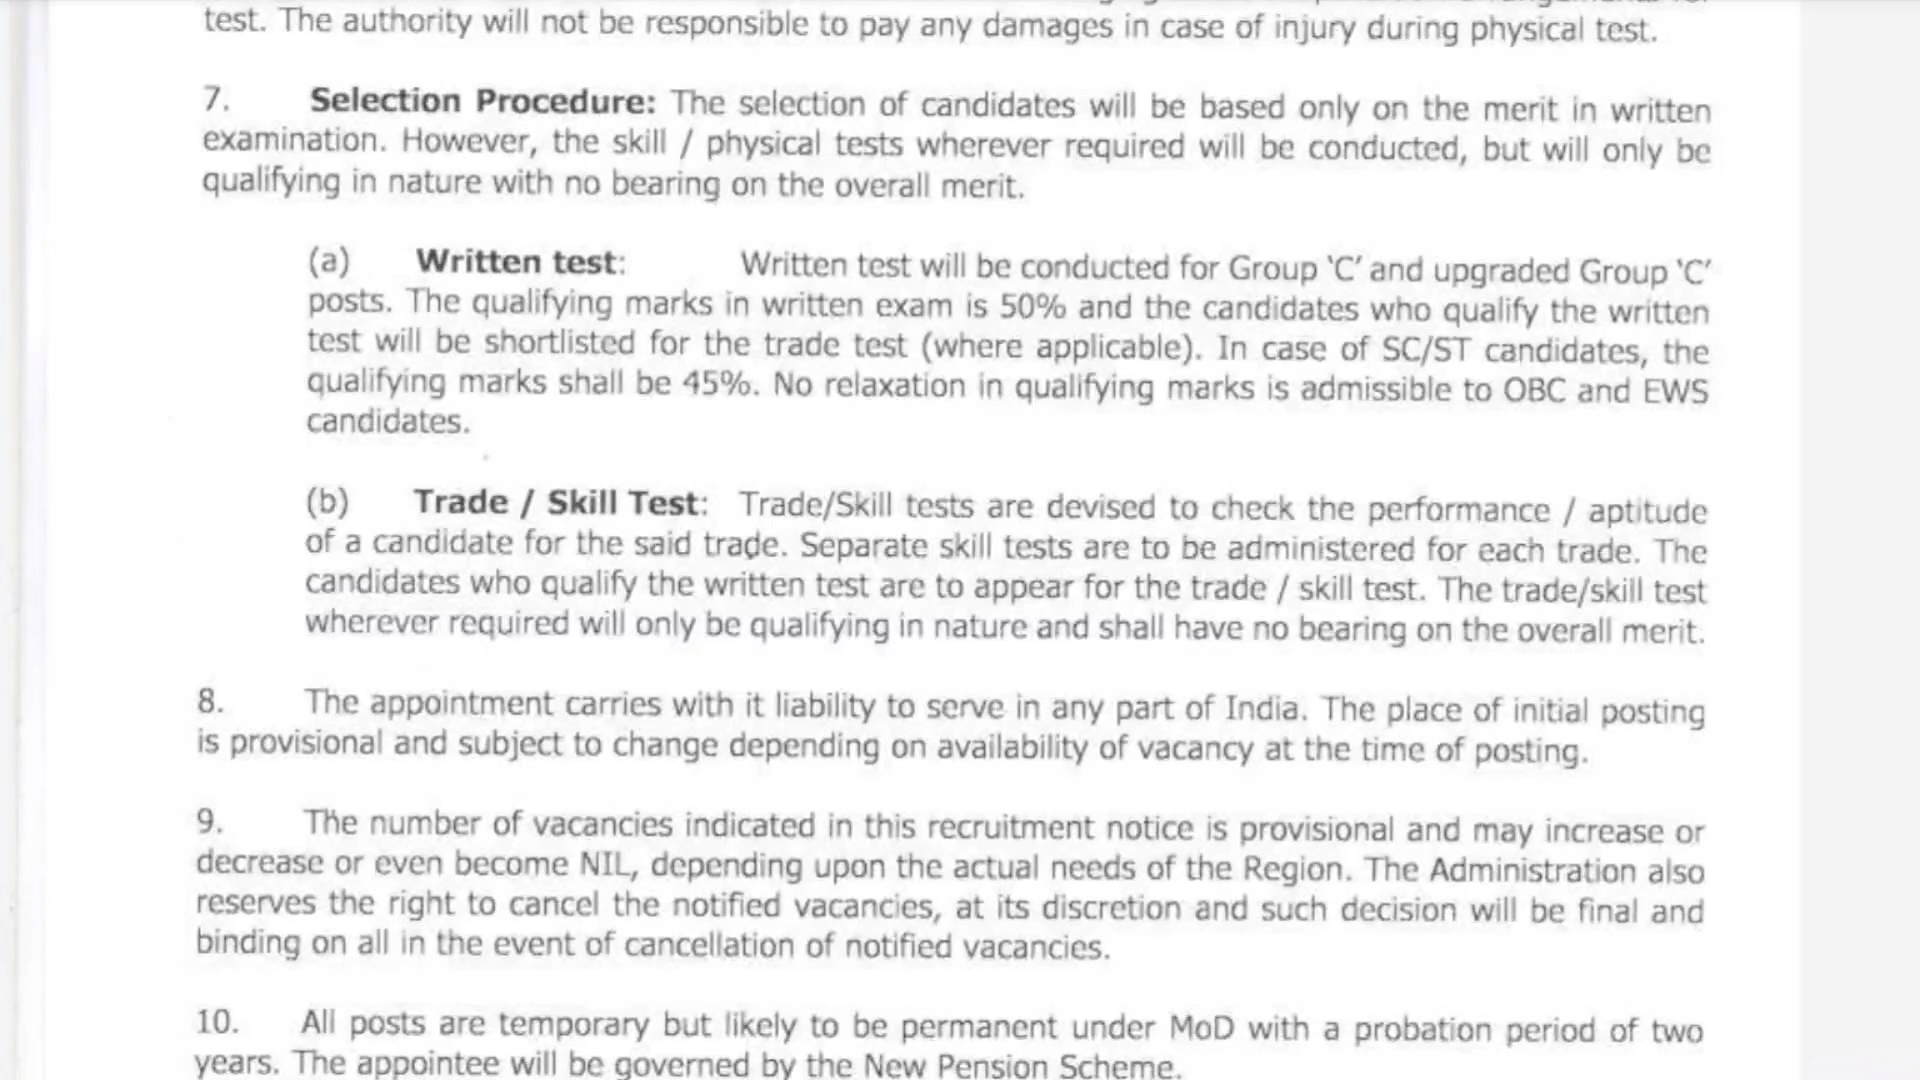 test. The authority will not be responsible to pay any damages in case of injury during physical test.
7. Selection Procedure: The selection of candidates will be based only on the merit in written
examination. However, the skill / physical tests wherever required will be conducted, but will only be
qualifying in nature with no bearing on the overall merit.
(a) Written test: Written test will be conducted for Group 'C' and upgraded Group 'C'
posts. The qualifying marks in written exam is 50% and the candidates who qualify the written
test will be shortlisted for the trade test (where applicable). In case of SC/ST candidates, the
qualifying marks shall be 45%. No relaxation in qualifying marks is admissible to OBC and EWS
candidates.
(b) Trade / Skill Test: Trade/Skill tests are devised to check the performance / aptitude
of a candidate for the said trade. Separate skill tests are to be administered for each trade. The
candidates who qualify the written test are to appear for the trade / skill test. The trade/skill test
wherever required will only be qualifying in nature and shall have no bearing on the overall merit.
8. The appointment carries with it liability to serve in any part of India. The place of initial posting
is provisional and subject to change depending on availability of vacancy at the time of posting.
9. The number of vacancies indicated in this recruitment notice is provisional and may increase or
decrease or even become NIL, depending upon the actual needs of the Region. The Administration also
reserves the right to cancel the notified vacancies, at its discretion and such decision will be final and
binding on all in the event of cancellation of notified vacancies.
10. All posts are temporary but likely to be permanent under MoD with a probation period of two
years. The appointee will be governed by the New Pension Scheme.